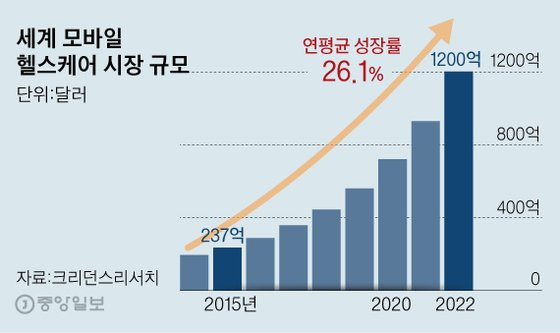 세계 모바일
헬스케어 시장 규모
단위:달러
연평균 성장률
26.1%
1200억
1200억
800억
400억
0
237억
자료:크리던스리서치
2015년
2020
2022
J 중앙일보